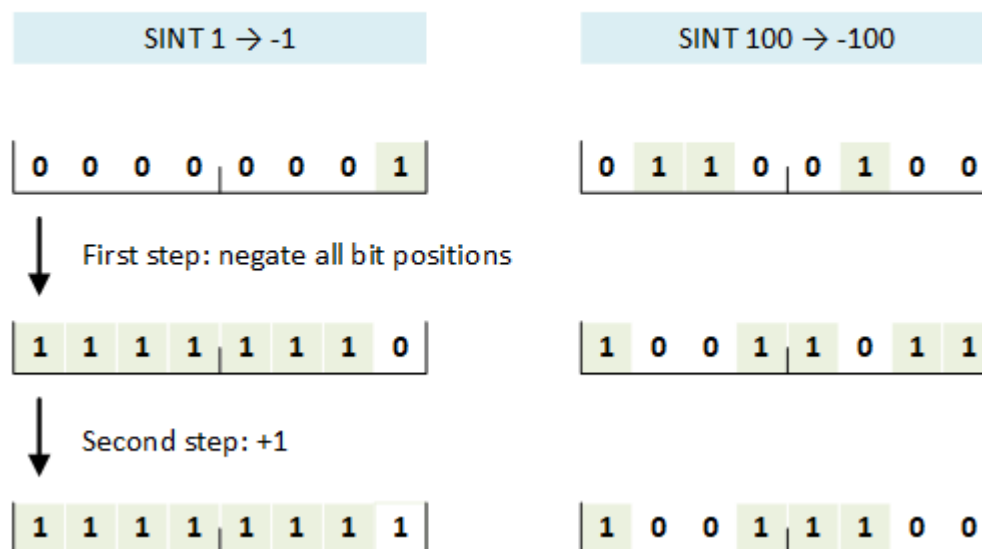 SINT 1 → -1 SINT 100 → -100
0 0 0 0 0 0 0 1 0 1 1 0 0 1 0 0
First step: negate all bit positions
1 1 1 1 1 1 1 0 1 0 0 1 1 0 1 1
Second step: +1
1 1 1 1 1 1 1 1 1 0 0 1 1 1 0 0